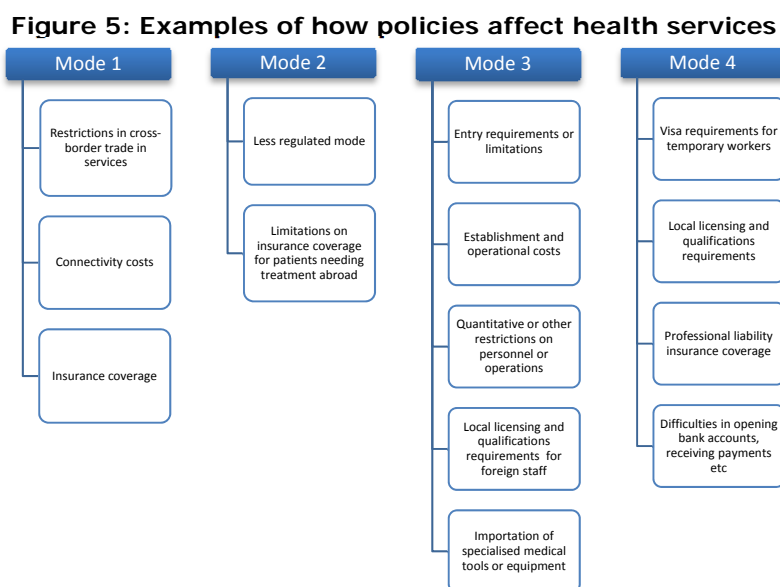 Figure 5: Examples of how policies affect health services
Mode 1
Restrictions in cross-
border trade in
services
Connectivity costs
Insurance coverage
Mode 2
Less regulated mode
Limitations on
insurance coverage
for patients needing
treatment abroad
Mode 3
Entry requirements or
limitations
Establishment and
operational costs
Quantitative or other
restrictions on
personnel or
operations
Local licensing and
qualifications
requirements for
foreign staff
Importation of
specialised medical
tools or equipment
Mode 4
Visa requirements for
temporary workers
Local licensing and
qualifications
requirements
Professional liability
insurance coverage
Difficulties in opening
bank accounts,
receiving payments
etc